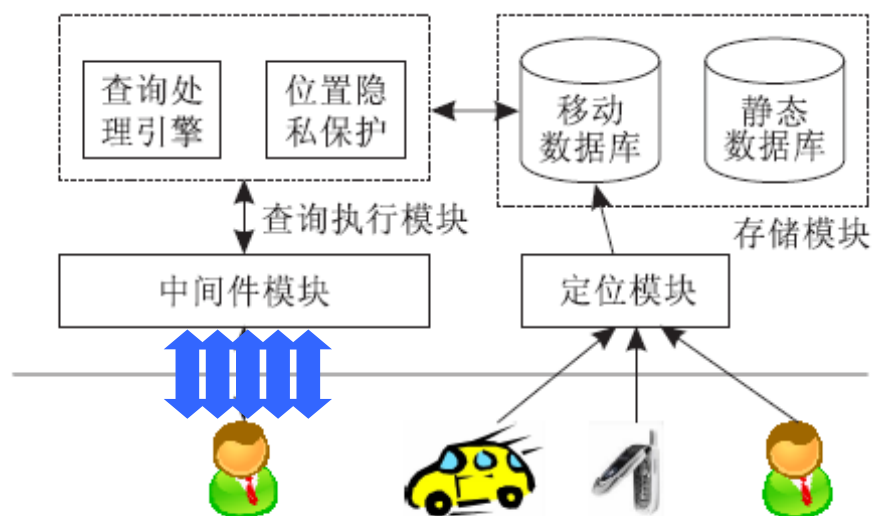 查询处
理引擎
位置隐
私保护
移动
数据库
静态
数据库
查询执行模块
存储模块
中间件模块
定位模块